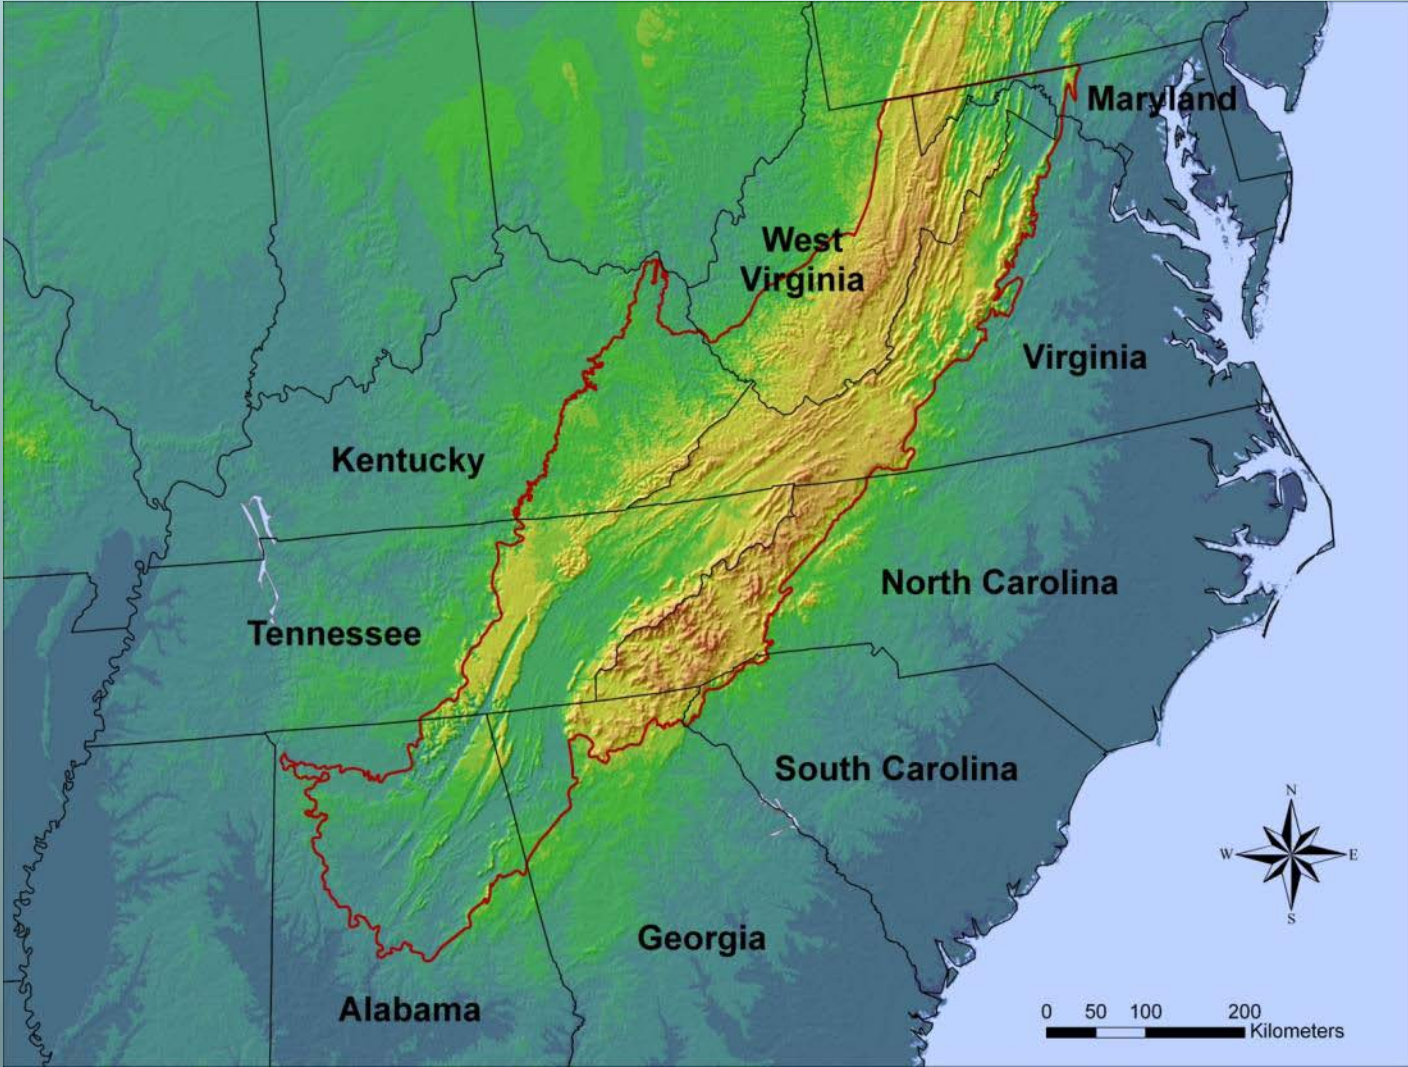 Maryland
West
Virginia
Virginia
Kentucky
North Carolina
Tennessee
South Carolina
N
W
E
S
Georgia
Alabama
0 50 100 200
Kilometers